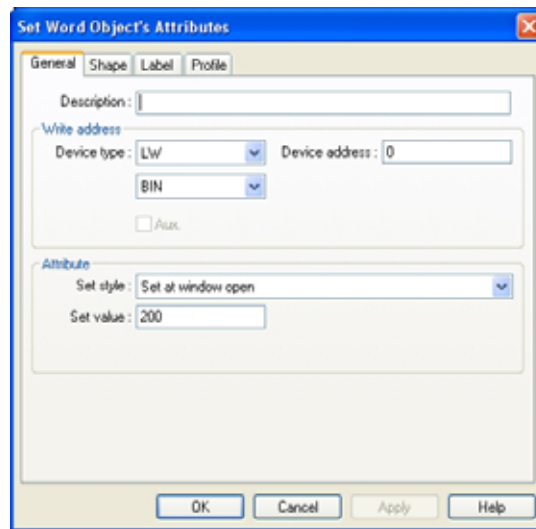 Set Word Object's Attributes
General Shape Label Profile
Description :
Write address
Device type : LW Device address : 0
BIN
Aux.
Attribute
Set style : Set at window open
Set value : 200
OK Cancel Apply Help